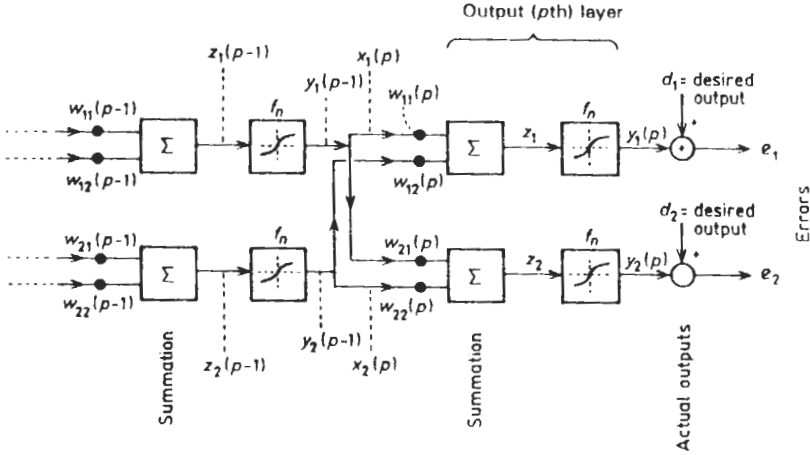 Output (pth) layer
z₁(p-1)
y₁(p-1)
x₁(p)
w₁₁(p)
d₁ = desired
output
w₁₁(p-1)
fₙ
fₙ
Σ
Σ
z₁
y₁(p)
e₁
w₁₂(p-1)
w₁₂(p)
d₂ = desired
output
w₂₁(p-1)
fₙ
w₂₁(p)
fₙ
Σ
Σ
z₂
y₂(p)
e₂
w₂₂(p-1)
w₂₂(p)
z₂(p-1)
y₂(p-1)
x₂(p)
Summation
Summation
Actual outputs
Errors